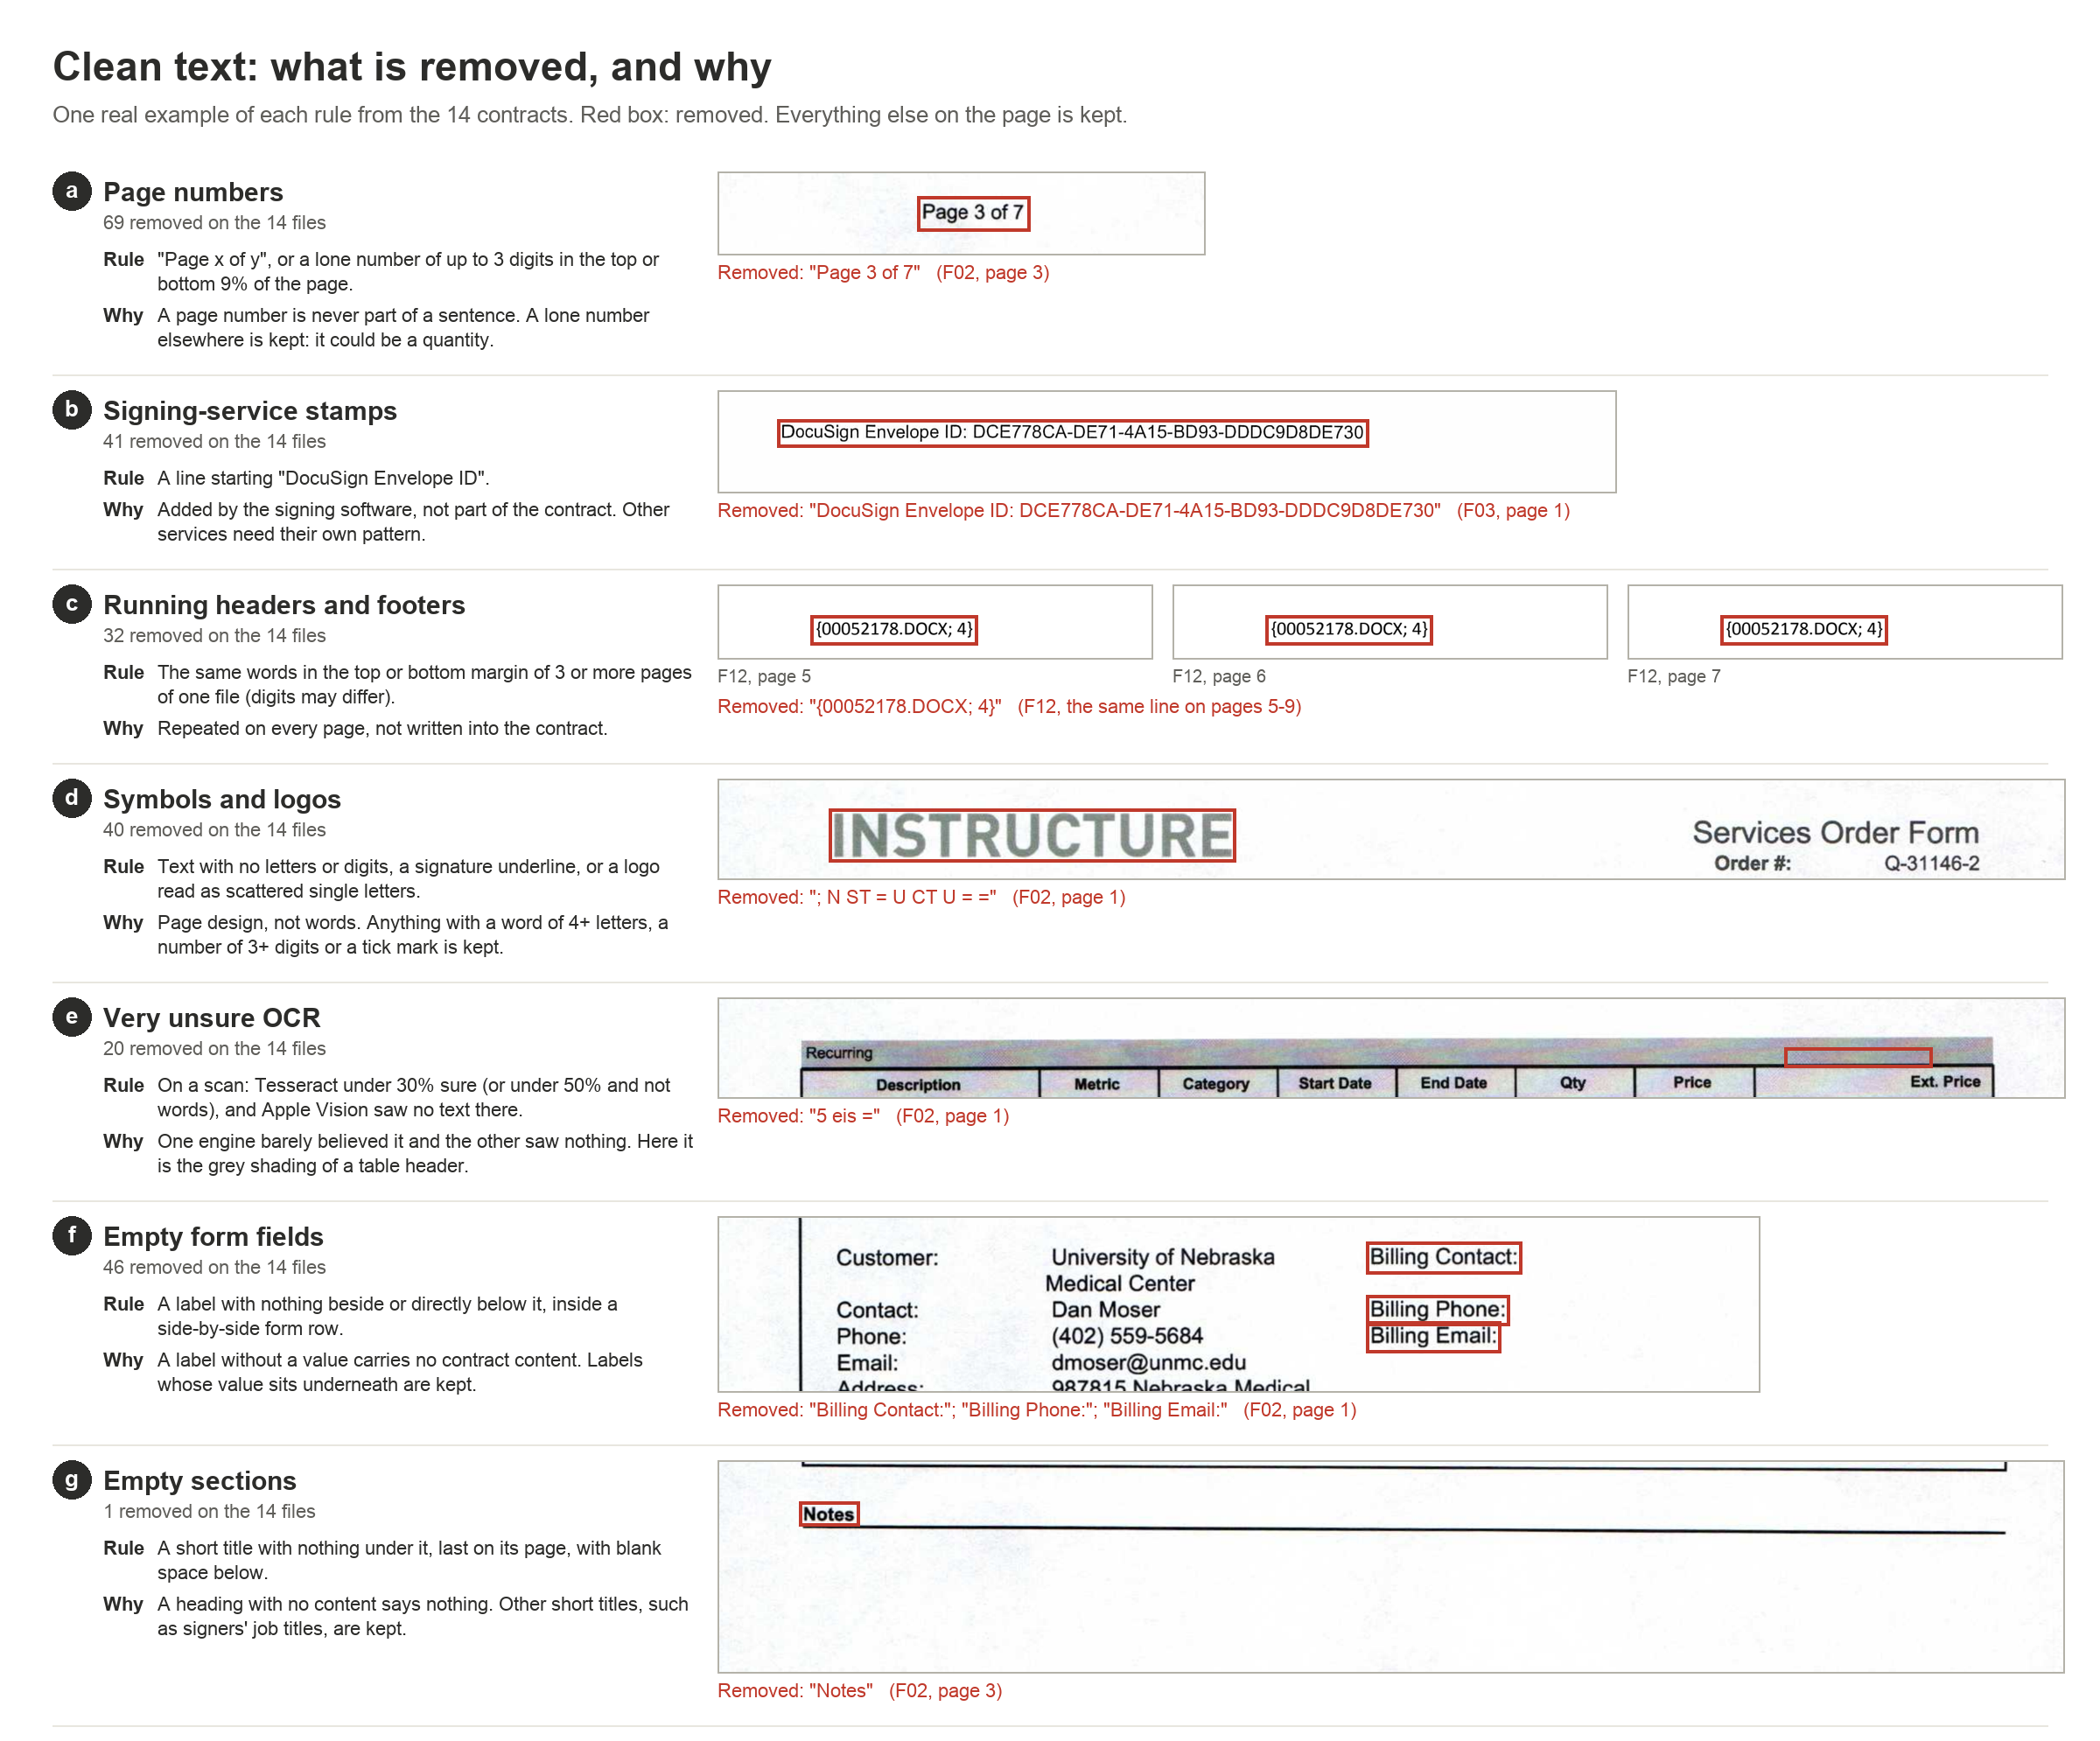 Clean text: what is removed, and why
One real example of each rule from the 14 contracts. Red box: removed. Everything else on the page is kept.
a Page numbers
69 removed on the 14 files
Rule "Page x of y", or a lone number of up to 3 digits in the top or
bottom 9% of the page.
Why A page number is never part of a sentence. A lone number
elsewhere is kept: it could be a quantity.
Page 3 of 7
Removed: "Page 3 of 7" (F02, page 3)
b Signing-service stamps
41 removed on the 14 files
Rule A line starting "DocuSign Envelope ID".
Why Added by the signing software, not part of the contract. Other
services need their own pattern.
DocuSign Envelope ID: DCE778CA-DE71-4A15-BD93-DDDC9D8DE730
Removed: "DocuSign Envelope ID: DCE778CA-DE71-4A15-BD93-DDDC9D8DE730" (F03, page 1)
c Running headers and footers
32 removed on the 14 files
Rule The same words in the top or bottom margin of 3 or more pages
of one file (digits may differ).
Why Repeated on every page, not written into the contract.
{00052178.DOCX; 4} {00052178.DOCX; 4} {00052178.DOCX; 4}
F12, page 5 F12, page 6 F12, page 7
Removed: "{00052178.DOCX; 4}" (F12, the same line on pages 5-9)
d Symbols and logos
40 removed on the 14 files
Rule Text with no letters or digits, a signature underline, or a logo
read as scattered single letters.
Why Page design, not words. Anything with a word of 4+ letters, a
number of 3+ digits or a tick mark is kept.
INSTRUCTURE Services Order Form
Order #: Q-31146-2
Removed: "; N ST = U CT U = =" (F02, page 1)
e Very unsure OCR
20 removed on the 14 files
Rule On a scan: Tesseract under 30% sure (or under 50% and not
words), and Apple Vision saw no text there.
Why One engine barely believed it and the other saw nothing. Here it
is the grey shading of a table header.
Recurring
Description Metric Category Start Date End Date Qty Price Ext. Price
Removed: "5 eis =" (F02, page 1)
f Empty form fields
46 removed on the 14 files
Rule A label with nothing beside or directly below it, inside a
side-by-side form row.
Why A label without a value carries no contract content. Labels
whose value sits underneath are kept.
Customer: University of Nebraska Billing Contact:
Medical Center
Contact: Dan Moser Billing Phone:
Phone: (402) 559-5684 Billing Email:
Email: dmoser@unmc.edu
Address: 987815 Nebraska Medical
Removed: "Billing Contact:"; "Billing Phone:"; "Billing Email:" (F02, page 1)
g Empty sections
1 removed on the 14 files
Rule A short title with nothing under it, last on its page, with blank
space below.
Why A heading with no content says nothing. Other short titles, such
as signers' job titles, are kept.
Notes
Removed: "Notes" (F02, page 3)